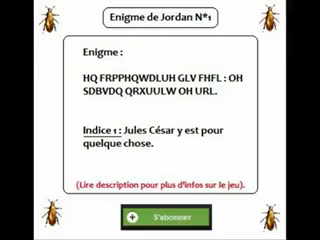 Enigme de Jordan N*1
Enigme :
HQ FRPPHQWDLUH GLV FHFL : OH
SDBVDQ QRXUULW OH URL.
Indice 1 : Jules César y est pour
quelque chose.
(Lire description pour plus d'infos sur le jeu).
S'abonner